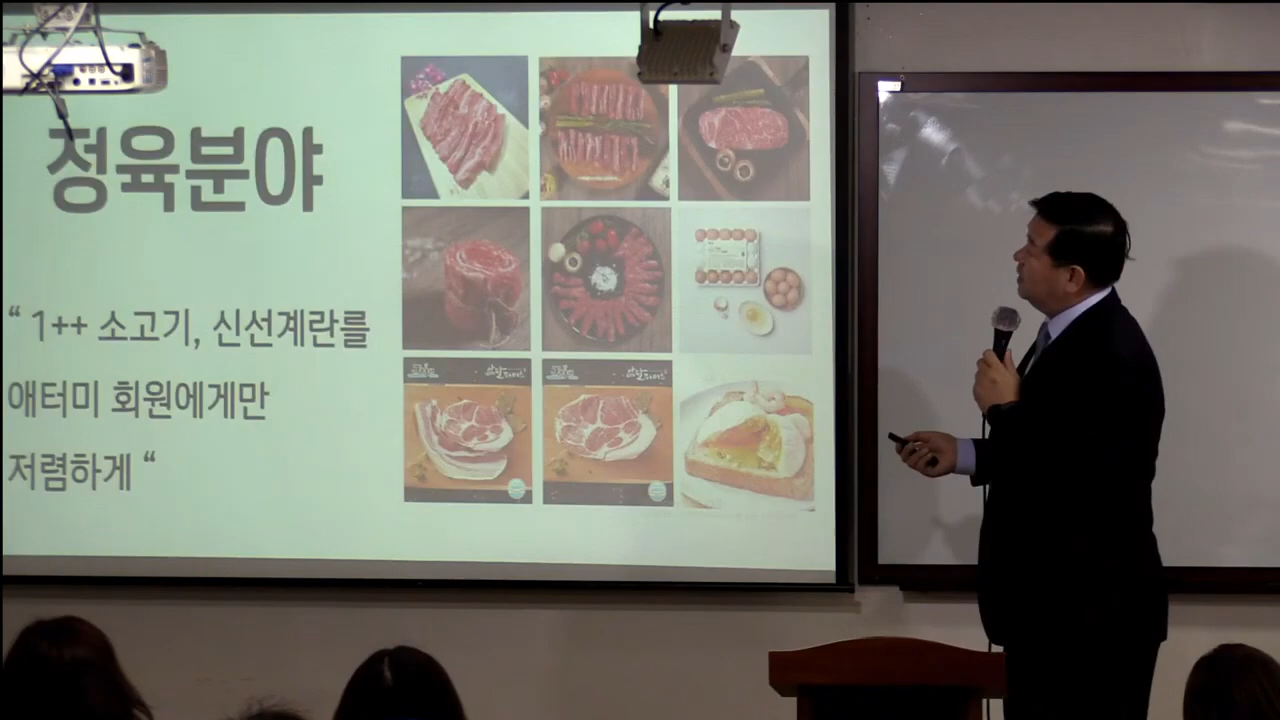 정육분야
“ 1++ 소고기, 신선계란를
애터미 회원에게만
저렴하게 “